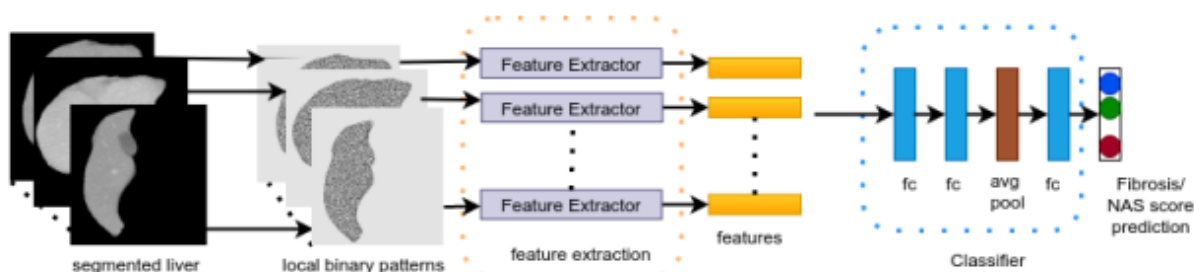 Feature Extractor
Feature Extractor
Feature Extractor
fc
fc
avg
pool
fc
Fibrosis/
NAS score
prediction
segmented liver
local binary patterns
feature extraction
features
Classifier